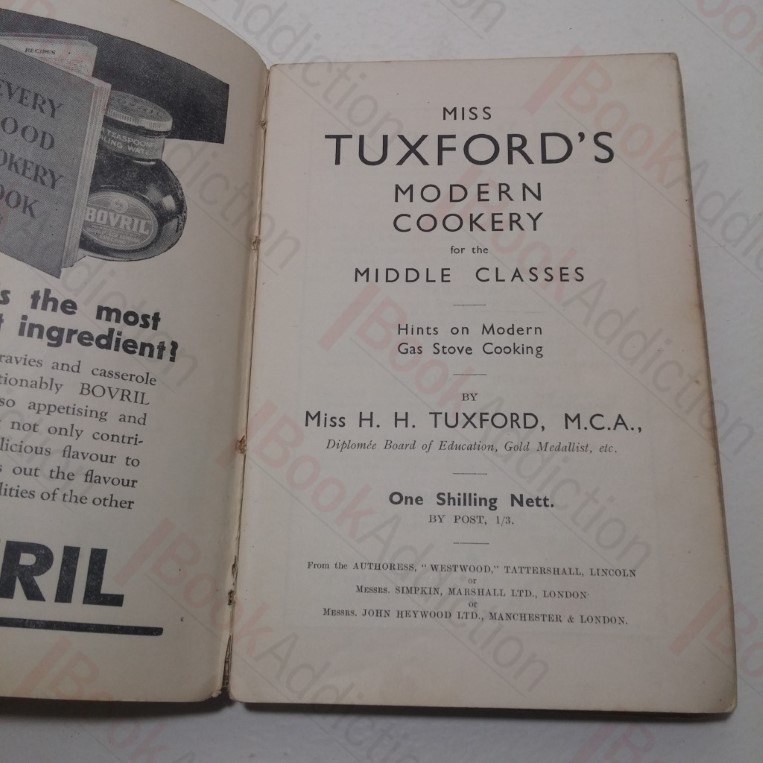 RECIPES
EVERY
OOD
OKERY
OOK
BOVRIL
s the most
t ingredient?
ravies and casserole
tionably BOVRIL
so appetising and
not only contri-
licious flavour to
s out the flavour
lities of the other
RIL
MISS
TUXFORD'S
MODERN
COOKERY
for the
MIDDLE CLASSES
Hints on Modern
Gas Stove Cooking
BY
Miss H. H. TUXFORD, M.C.A.,
Diplomée Board of Education, Gold Medallist, etc.
One Shilling Nett.
BY POST, 1/3.
From the AUTHORESS, "WESTWOOD," TATTERSHALL, LINCOLN
or
Messrs. SIMPKIN, MARSHALL LTD., LONDON
or
Messrs. JOHN HEYWOOD LTD., MANCHESTER & LONDON.
BookAddiction